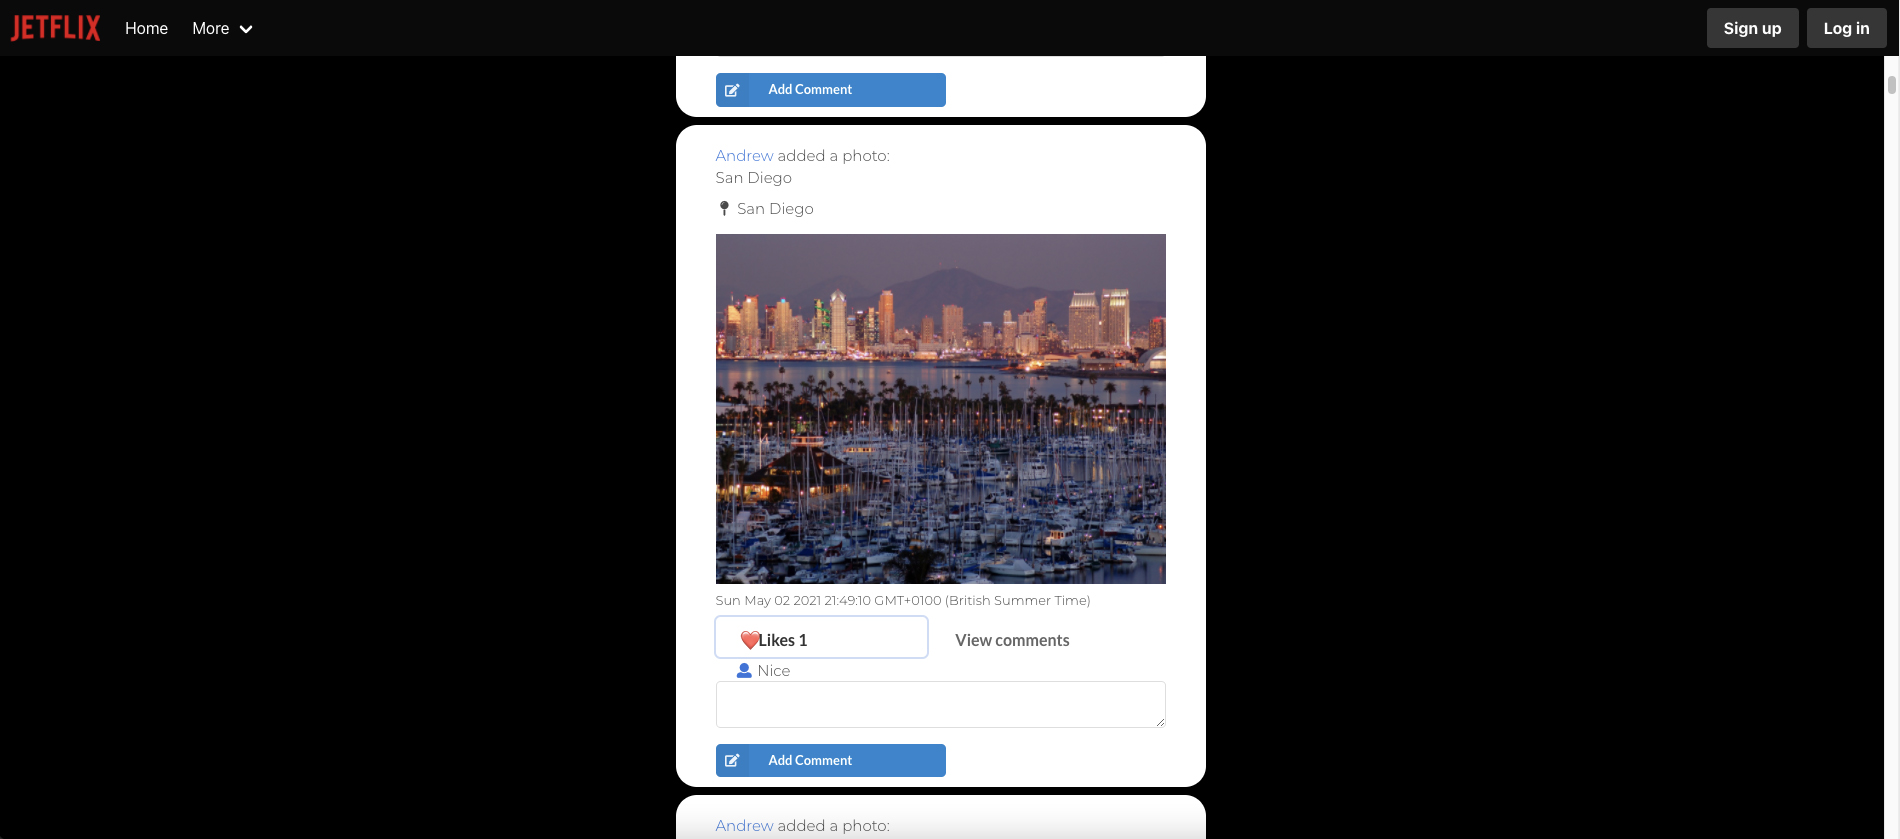 JETFLIX Home More Sign up Log in
Add Comment
Andrew added a photo:
San Diego
San Diego
Sun May 02 2021 21:49:10 GMT+0100 (British Summer Time)
❤️Likes 1 View comments
Nice
Add Comment
Andrew added a photo: